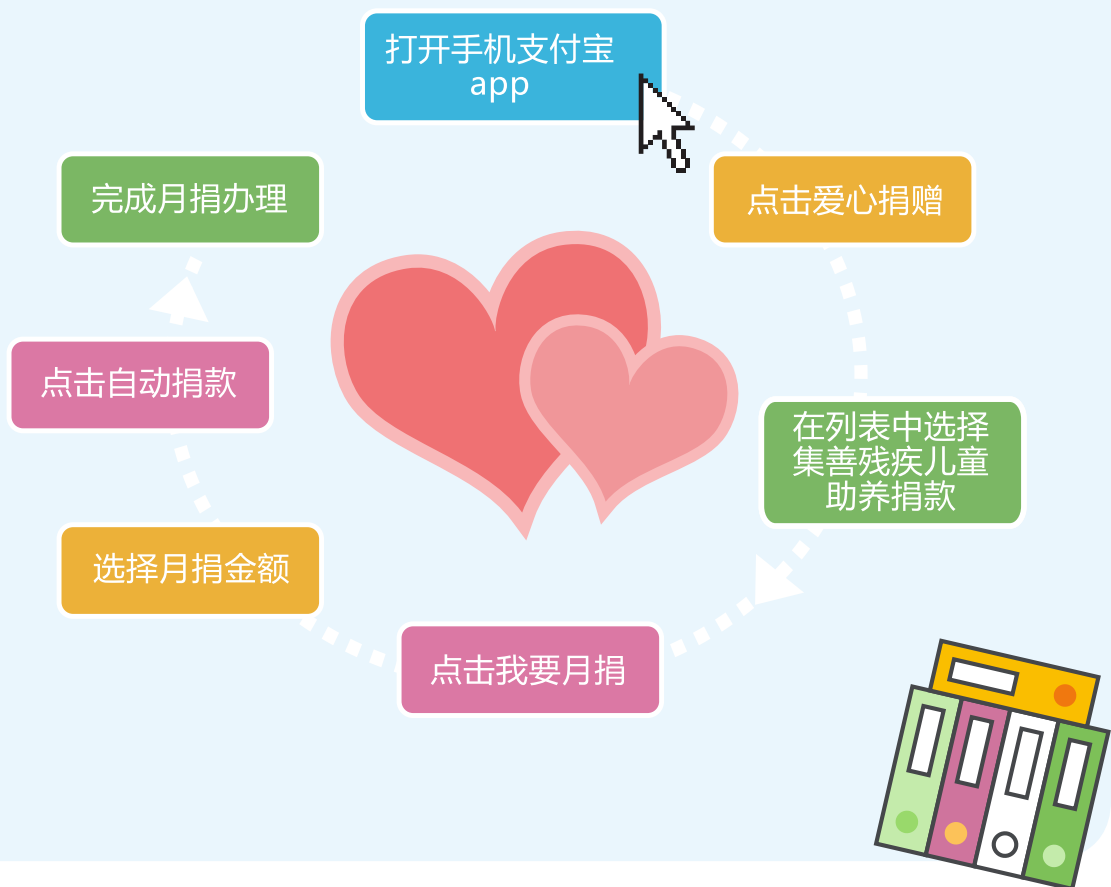 打开手机支付宝
app
点击爱心捐赠
在列表中选择
集善残疾儿童
助养捐款
点击我要月捐
选择月捐金额
点击自动捐款
完成月捐办理